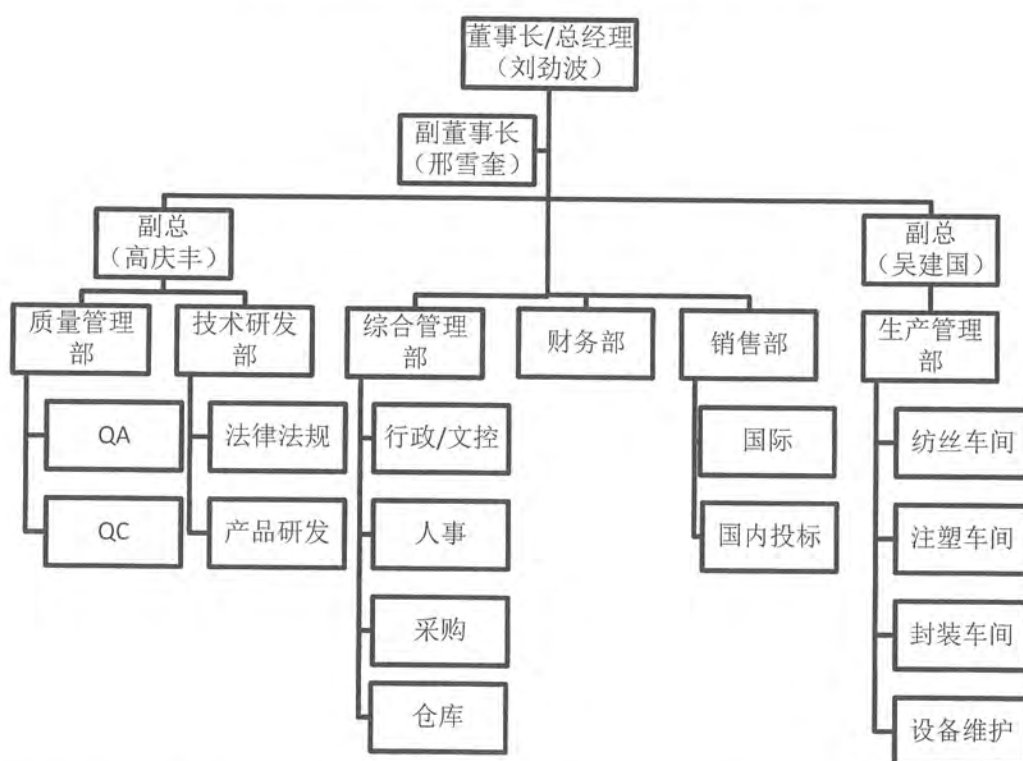 董事长/总经理
（刘劲波）
副董事长
（邢雪奎）
副总
（高庆丰）
副总
（吴建国）
质量管理
部
技术研发
部
综合管理
部
财务部
销售部
生产管理
部
QA
法律法规
行政/文控
国际
纺丝车间
QC
产品研发
人事
国内投标
注塑车间
采购
封装车间
仓库
设备维护